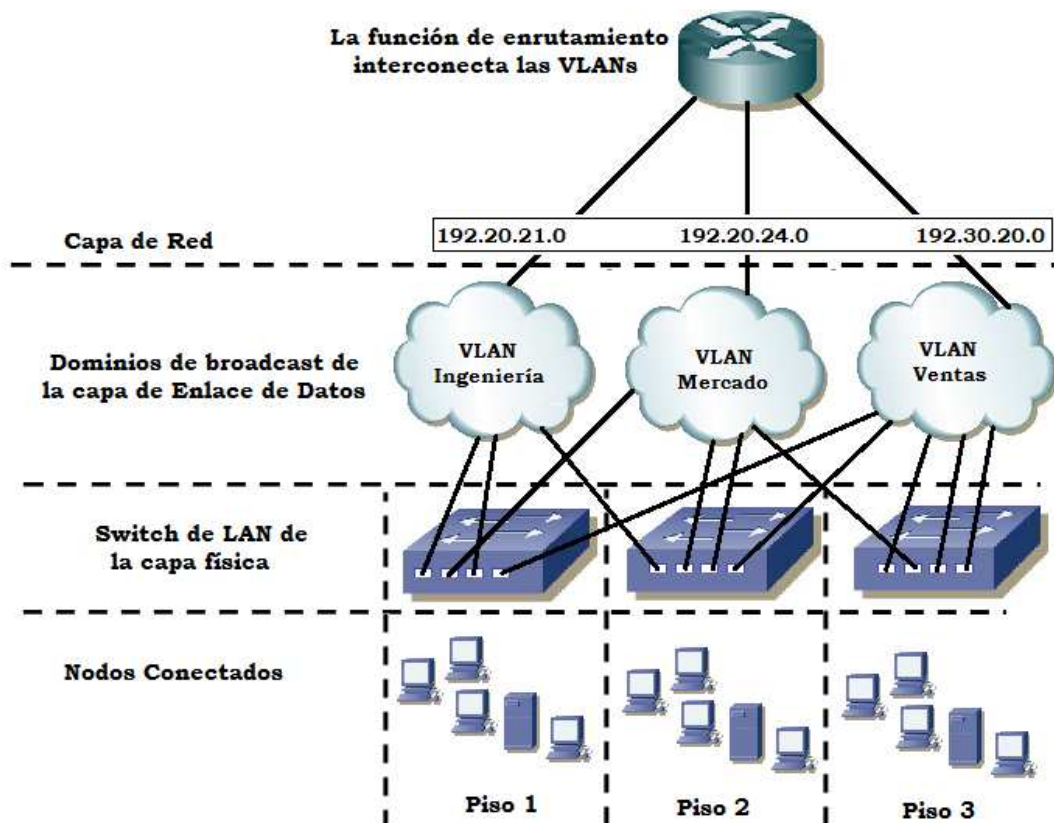 La función de enrutamiento
interconecta las VLANs
Capa de Red
192.20.21.0 192.20.24.0 192.30.20.0
Dominios de broadcast de
la capa de Enlace de Datos
VLAN
Ingeniería
VLAN
Mercado
VLAN
Ventas
Switch de LAN de
la capa física
Nodos Conectados
Piso 1
Piso 2
Piso 3